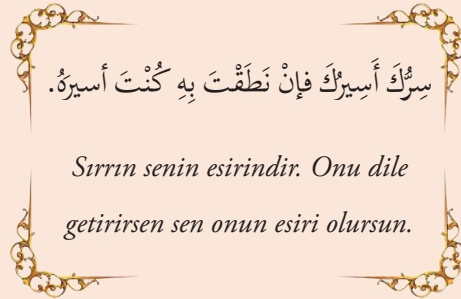 سِرُّكَ أَسِيرُكَ فإنْ نَطَقْتَ بِهِ كُنْتَ أسيرَهُ.
Sırrın senin esirindir. Onu dile
getirirsen sen onun esiri olursun.